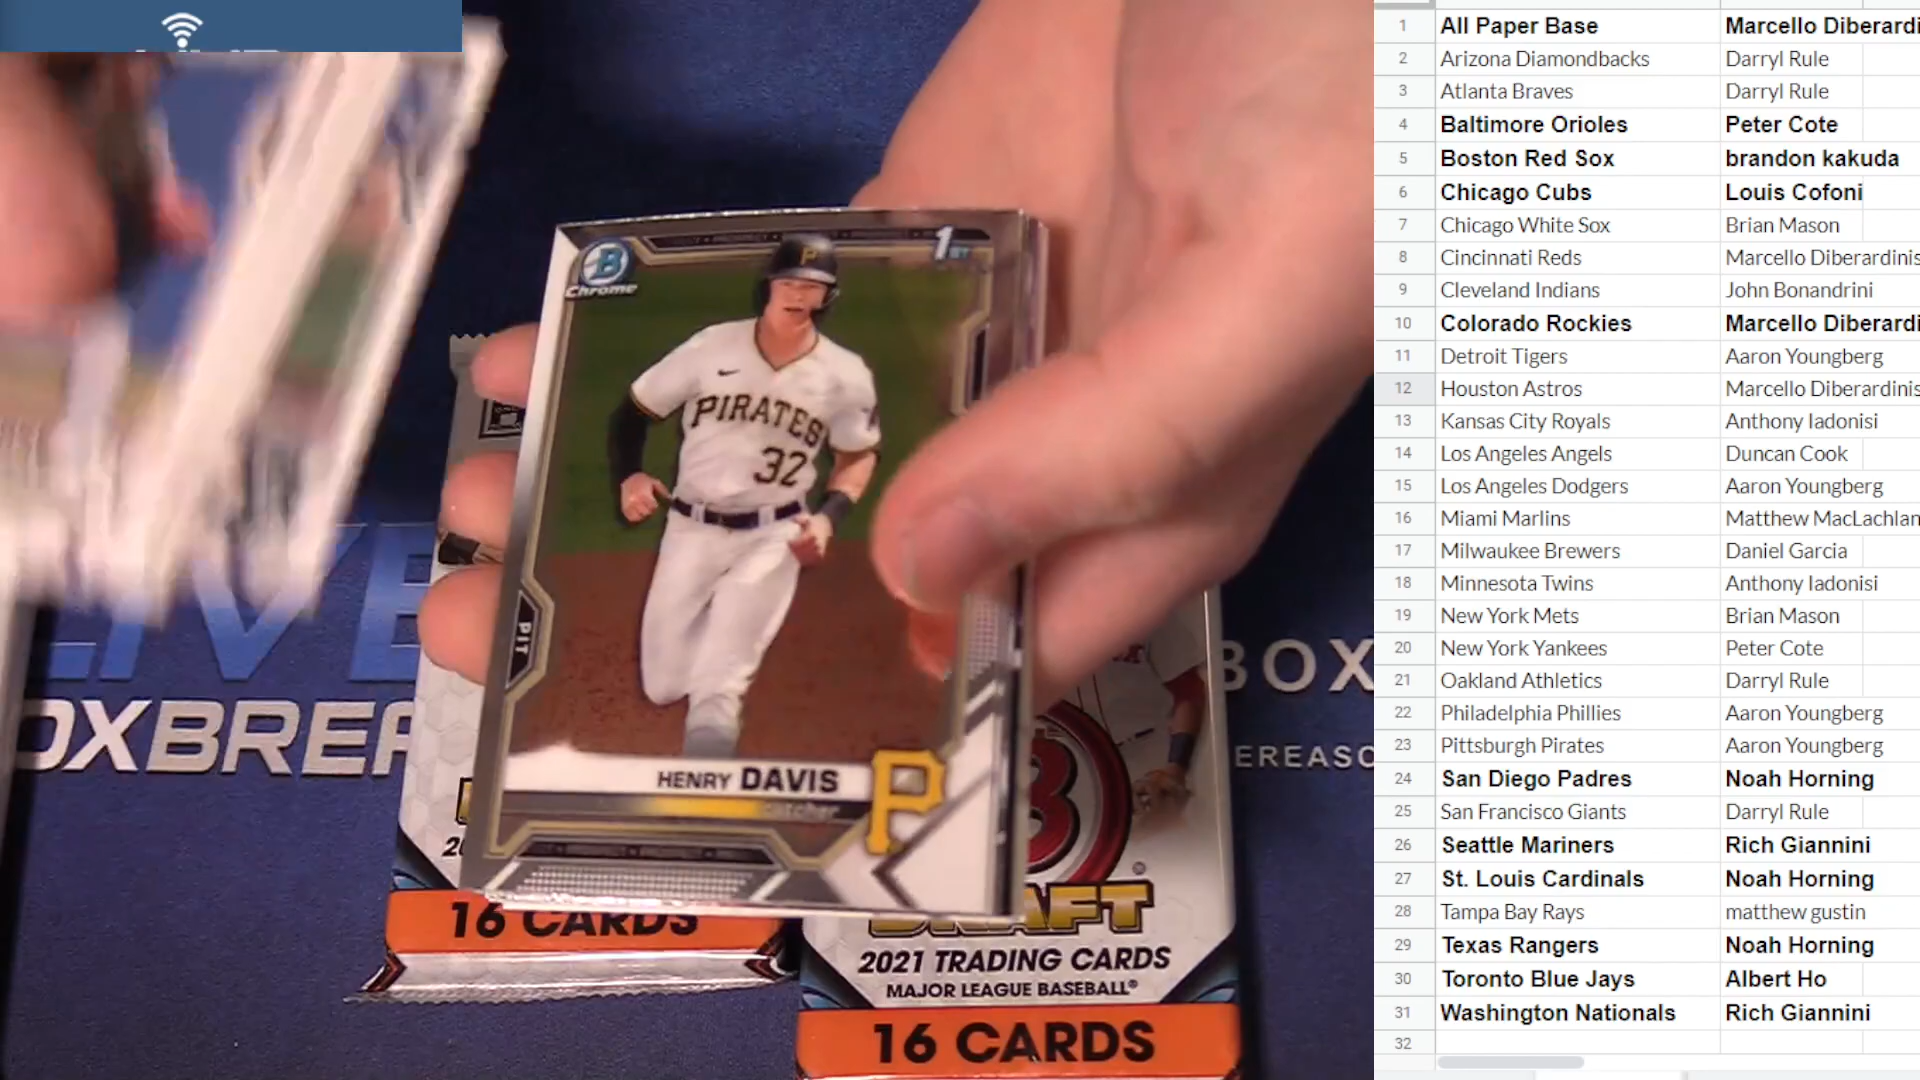 B
Chrome
1ST
P
PIRATES
32
PIT
HENRY DAVIS
catcher
P
LIVE
OXBREA
BOX
EREASO
20
16 CARDS
DRAFT
2021 TRADING CARDS
MAJOR LEAGUE BASEBALL®
16 CARDS
1 All Paper Base Marcello Diberardi
2 Arizona Diamondbacks Darryl Rule
3 Atlanta Braves Darryl Rule
4 Baltimore Orioles Peter Cote
5 Boston Red Sox brandon kakuda
6 Chicago Cubs Louis Cofoni
7 Chicago White Sox Brian Mason
8 Cincinnati Reds Marcello Diberardinis
9 Cleveland Indians John Bonandrini
10 Colorado Rockies Marcello Diberardi
11 Detroit Tigers Aaron Youngberg
12 Houston Astros Marcello Diberardinis
13 Kansas City Royals Anthony Iadonisi
14 Los Angeles Angels Duncan Cook
15 Los Angeles Dodgers Aaron Youngberg
16 Miami Marlins Matthew MacLachlan
17 Milwaukee Brewers Daniel Garcia
18 Minnesota Twins Anthony Iadonisi
19 New York Mets Brian Mason
20 New York Yankees Peter Cote
21 Oakland Athletics Darryl Rule
22 Philadelphia Phillies Aaron Youngberg
23 Pittsburgh Pirates Aaron Youngberg
24 San Diego Padres Noah Horning
25 San Francisco Giants Darryl Rule
26 Seattle Mariners Rich Giannini
27 St. Louis Cardinals Noah Horning
28 Tampa Bay Rays matthew gustin
29 Texas Rangers Noah Horning
30 Toronto Blue Jays Albert Ho
31 Washington Nationals Rich Giannini
32